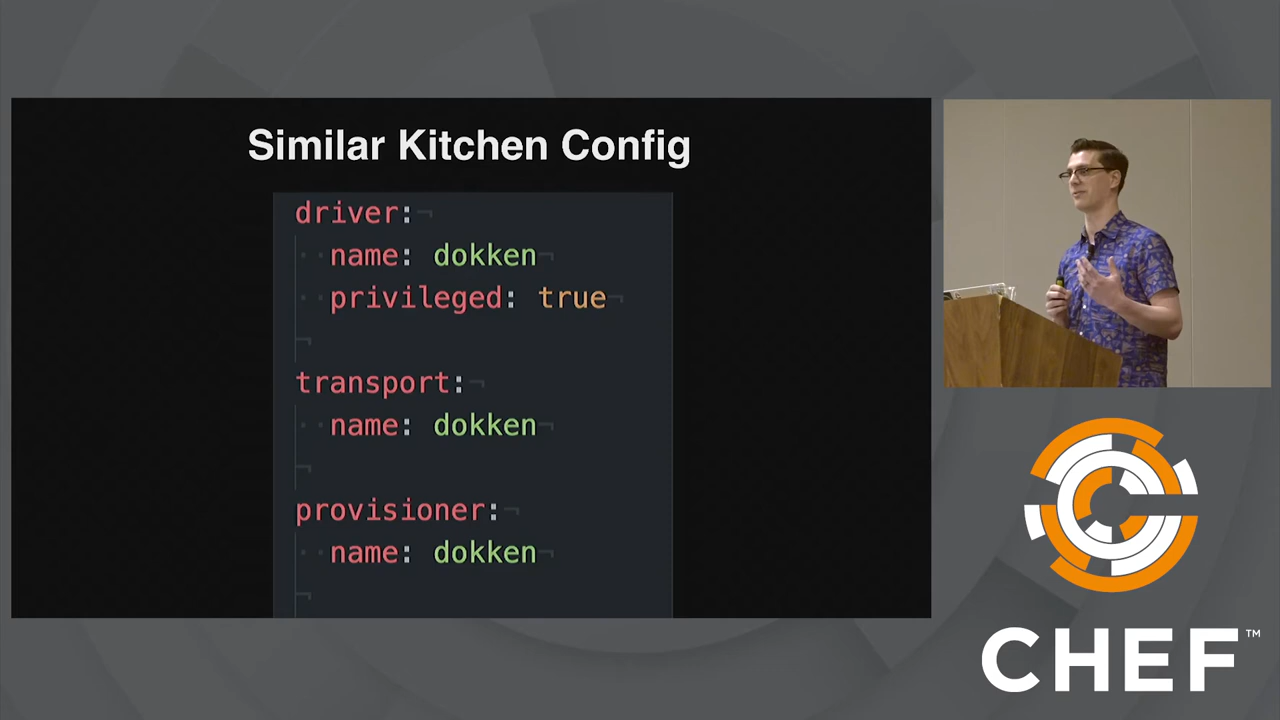 Similar Kitchen Config
driver:
name: dokken
privileged: true
transport:
name: dokken
provisioner:
name: dokken
CHEF™